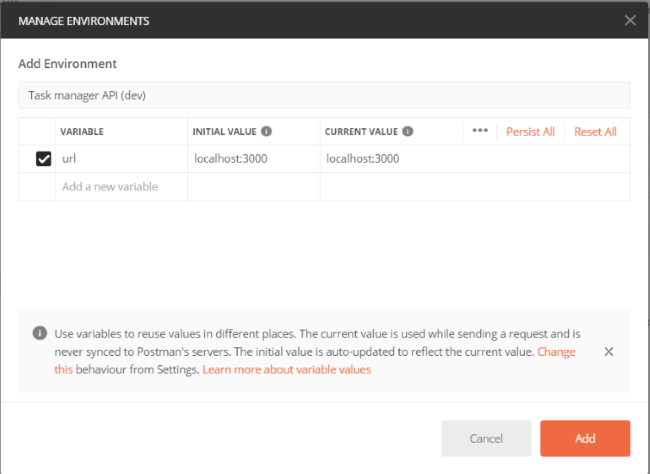 MANAGE ENVIRONMENTS
Add Environment
Task manager API (dev)
VARIABLE INITIAL VALUE CURRENT VALUE Persist All Reset All
url localhost:3000 localhost:3000
Add a new variable
Use variables to reuse values in different places. The current value is used while sending a request and is
never synced to Postman's servers. The initial value is auto-updated to reflect the current value. Change
this behaviour from Settings. Learn more about variable values
Cancel Add